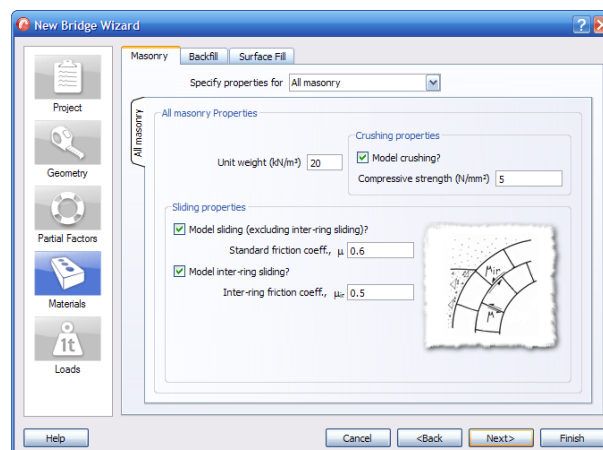 New Bridge Wizard
Masonry Backfill Surface Fill
Specify properties for All masonry
All masonry
All masonry Properties
Crushing properties
Unit weight (kN/m³) 20
Model crushing?
Compressive strength (N/mm²) 5
Sliding properties
Model sliding (excluding inter-ring sliding)?
Standard friction coeff., μ 0.6
Model inter-ring sliding?
Inter-ring friction coeff., μir 0.5
μir
μ
Project
Geometry
Partial Factors
Materials
1t
Loads
Help Cancel <Back Next> Finish